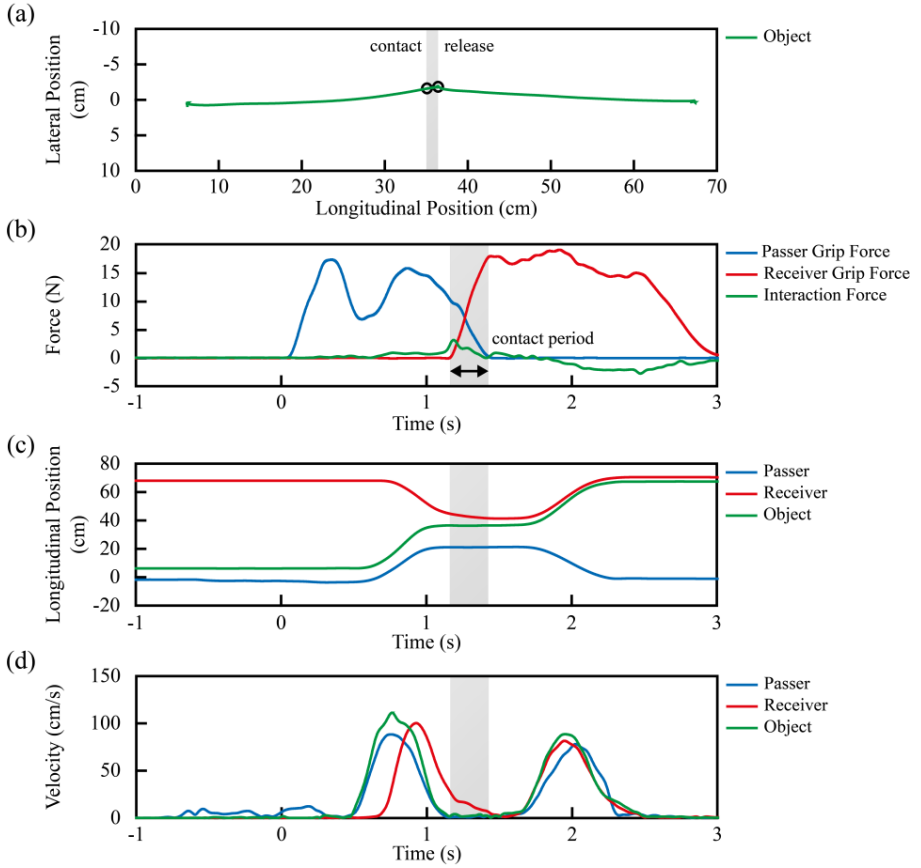 (a)
-10
-5
0
5
10
Lateral Position
(cm)
contact
release
Object
0
10
20
30
40
50
60
70
Longitudinal Position (cm)
(b)
20
15
10
5
0
-5
Force (N)
Passer Grip Force
Receiver Grip Force
Interaction Force
contact period
-1
0
1
2
3
Time (s)
(c)
80
60
40
20
0
-20
Longitudinal Position
(cm)
Passer
Receiver
Object
-1
0
1
2
3
Time (s)
(d)
150
100
50
0
Velocity (cm/s)
Passer
Receiver
Object
-1
0
1
2
3
Time (s)